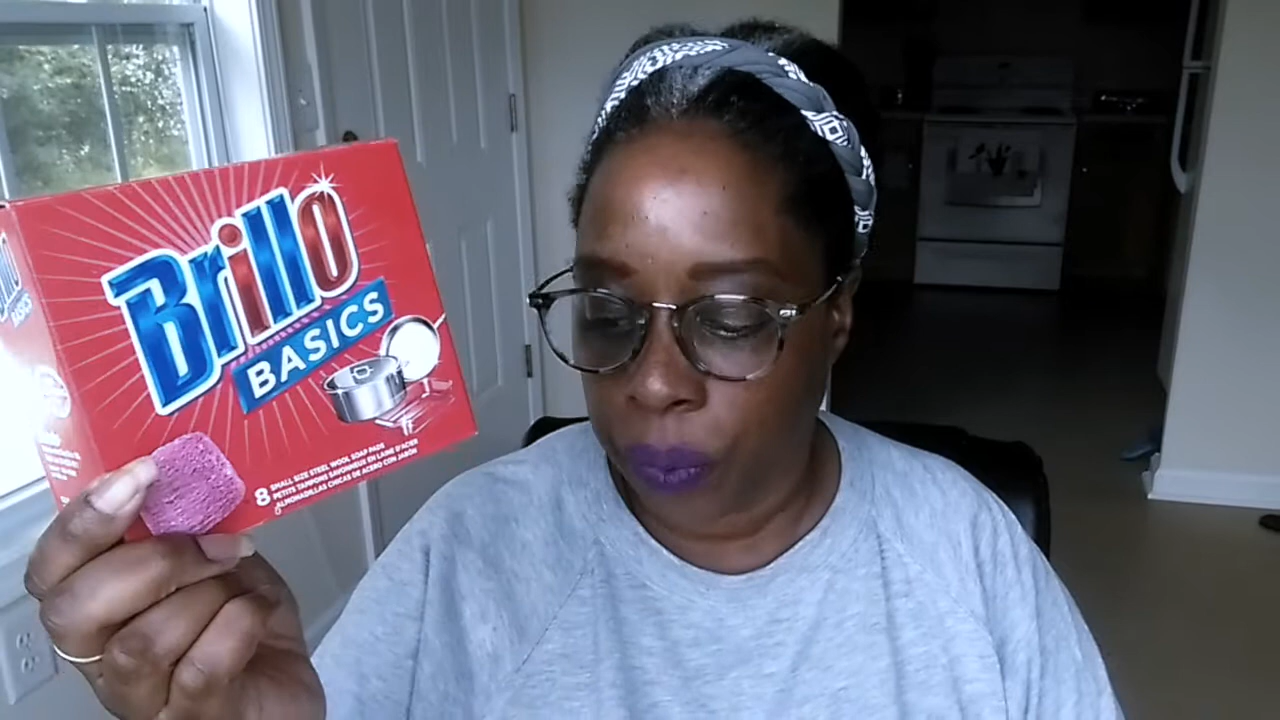 Brillo
BASICS
8 SMALL SIZE STEEL WOOL SOAP PADS
PETITS TAMPONS SAVONNEUX EN LAINE D'ACIER
ALMOHADILLAS CHICAS DE ACERO CON JABÓN